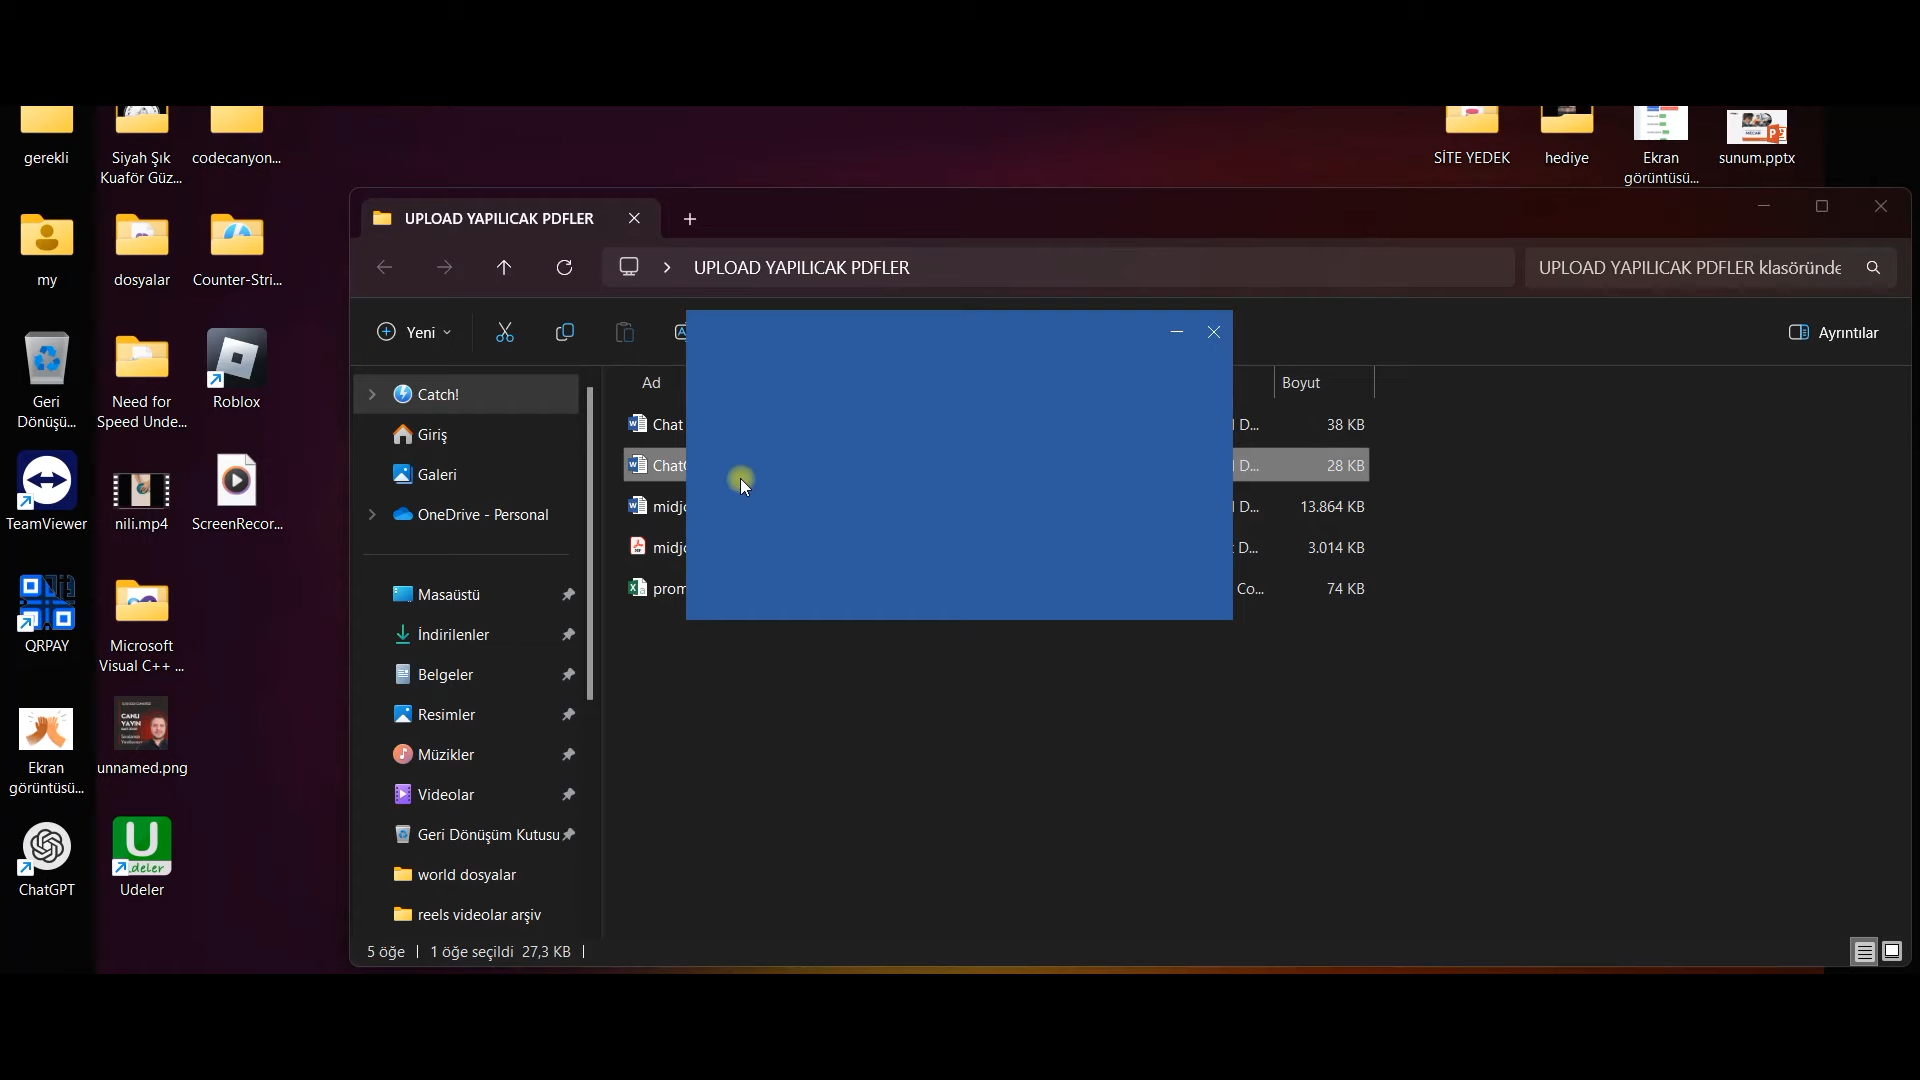 gerekli
Siyah Şık
Kuaför Güz...
codecanyon...
SİTE YEDEK
hediye
Ekran
görüntüsü...
sunum.pptx
my
dosyalar
Counter-Stri...
Geri
Dönüşü...
Need for
Speed Unde...
Roblox
TeamViewer
nili.mp4
ScreenRecor...
QRPAY
Microsoft
Visual C++ ...
Ekran
görüntüsü...
CANLI
YAYIN
unnamed.png
ChatGPT
U
deler
Udeler
UPLOAD YAPILICAK PDFLER
UPLOAD YAPILICAK PDFLER
UPLOAD YAPILICAK PDFLER klasöründe
Yeni
Ayrıntılar
Catch!
Giriş
Galeri
OneDrive - Personal
Masaüstü
İndirilenler
Belgeler
Resimler
Müzikler
Videolar
Geri Dönüşüm Kutusu
world dosyalar
reels videolar arşiv
Ad
Boyut
Chat
D...
38 KB
Chat
D...
28 KB
midj
D...
13.864 KB
midj
D...
3.014 KB
prom
Co...
74 KB
5 öğe
1 öğe seçildi 27,3 KB